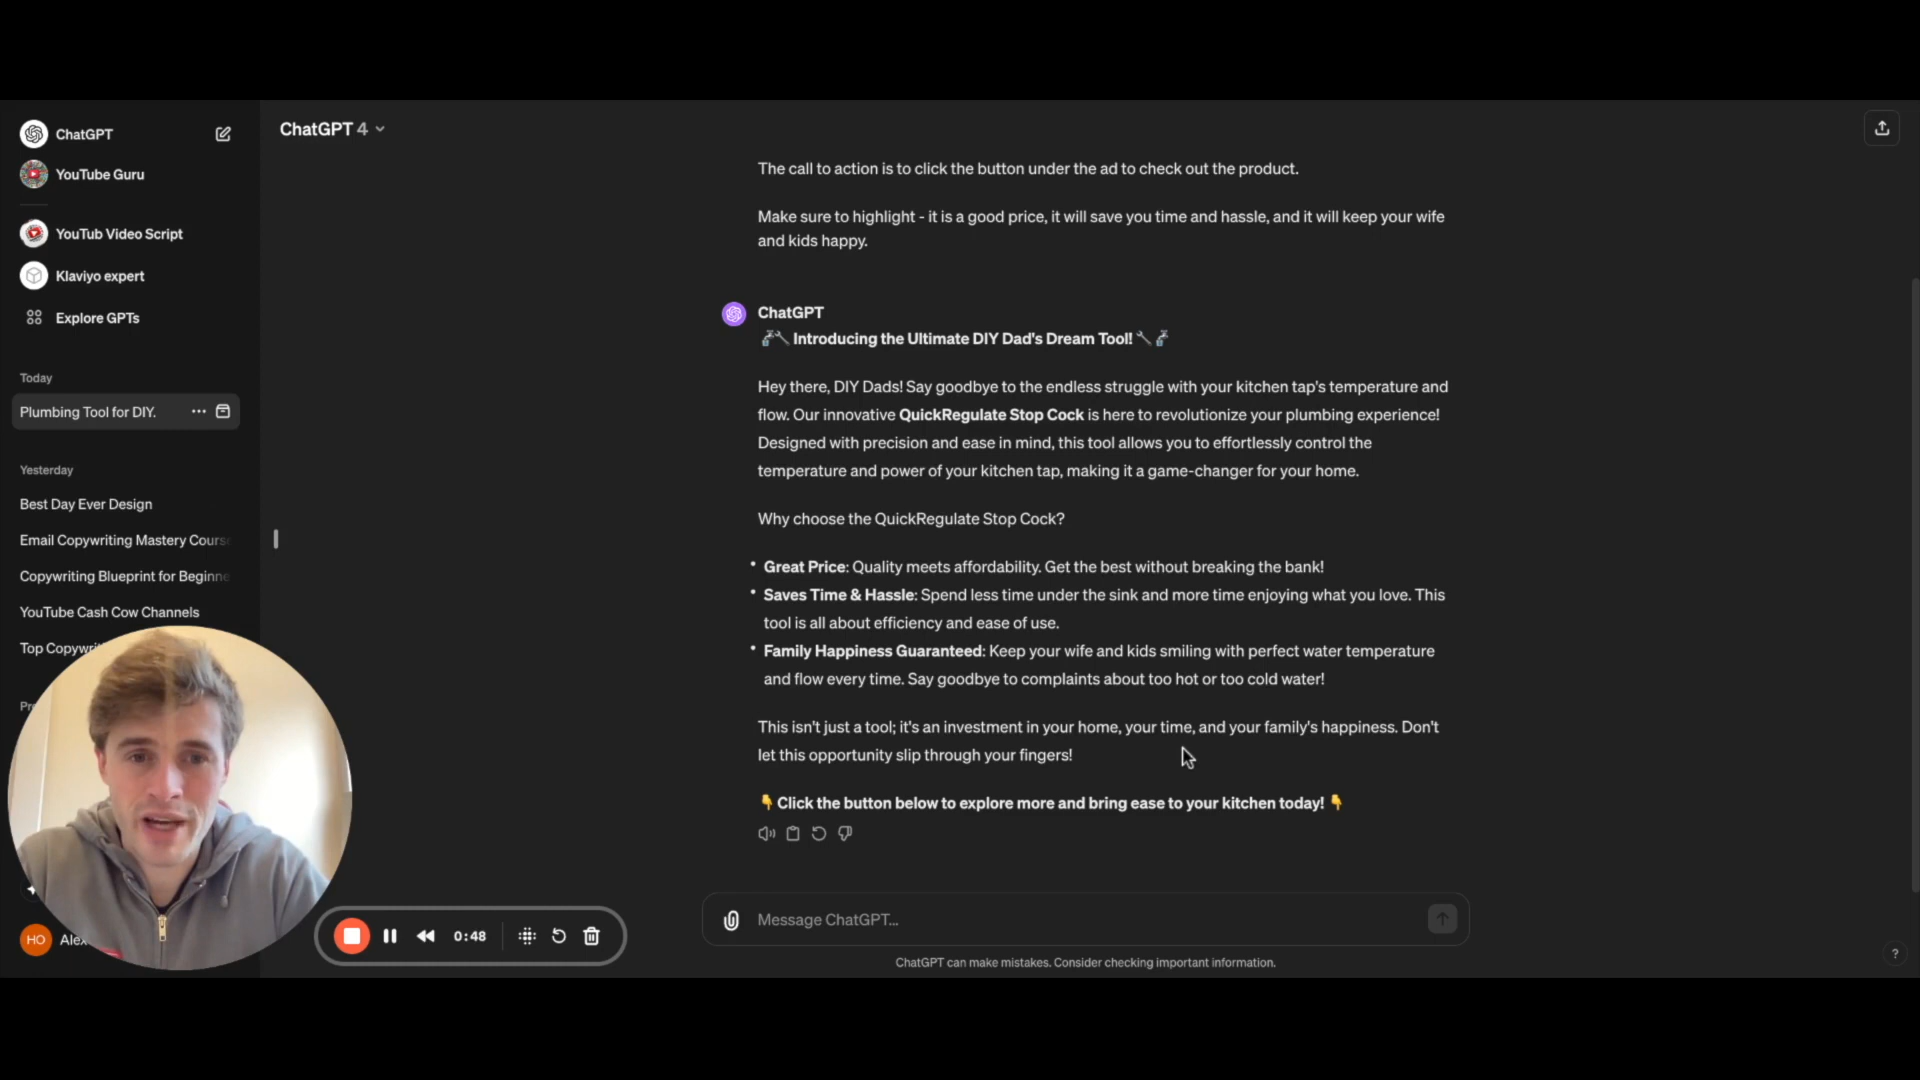 ChatGPT
YouTube Guru
YouTub Video Script
Klaviyo expert
Explore GPTs
Today
Plumbing Tool for DIY.
Yesterday
Best Day Ever Design
Email Copywriting Mastery Cours
Copywriting Blueprint for Beginne
YouTube Cash Cow Channels
Top Copywri
Pr
HO Alex
0:48
ChatGPT 4
The call to action is to click the button under the ad to check out the product.
Make sure to highlight - it is a good price, it will save you time and hassle, and it will keep your wife
and kids happy.
ChatGPT
Introducing the Ultimate DIY Dad's Dream Tool!
Hey there, DIY Dads! Say goodbye to the endless struggle with your kitchen tap's temperature and
flow. Our innovative QuickRegulate Stop Cock is here to revolutionize your plumbing experience!
Designed with precision and ease in mind, this tool allows you to effortlessly control the
temperature and power of your kitchen tap, making it a game-changer for your home.
Why choose the QuickRegulate Stop Cock?
• Great Price: Quality meets affordability. Get the best without breaking the bank!
• Saves Time & Hassle: Spend less time under the sink and more time enjoying what you love. This
tool is all about efficiency and ease of use.
• Family Happiness Guaranteed: Keep your wife and kids smiling with perfect water temperature
and flow every time. Say goodbye to complaints about too hot or too cold water!
This isn't just a tool; it's an investment in your home, your time, and your family's happiness. Don't
let this opportunity slip through your fingers!
👇 Click the button below to explore more and bring ease to your kitchen today! 👇
Message ChatGPT...
ChatGPT can make mistakes. Consider checking important information.
?